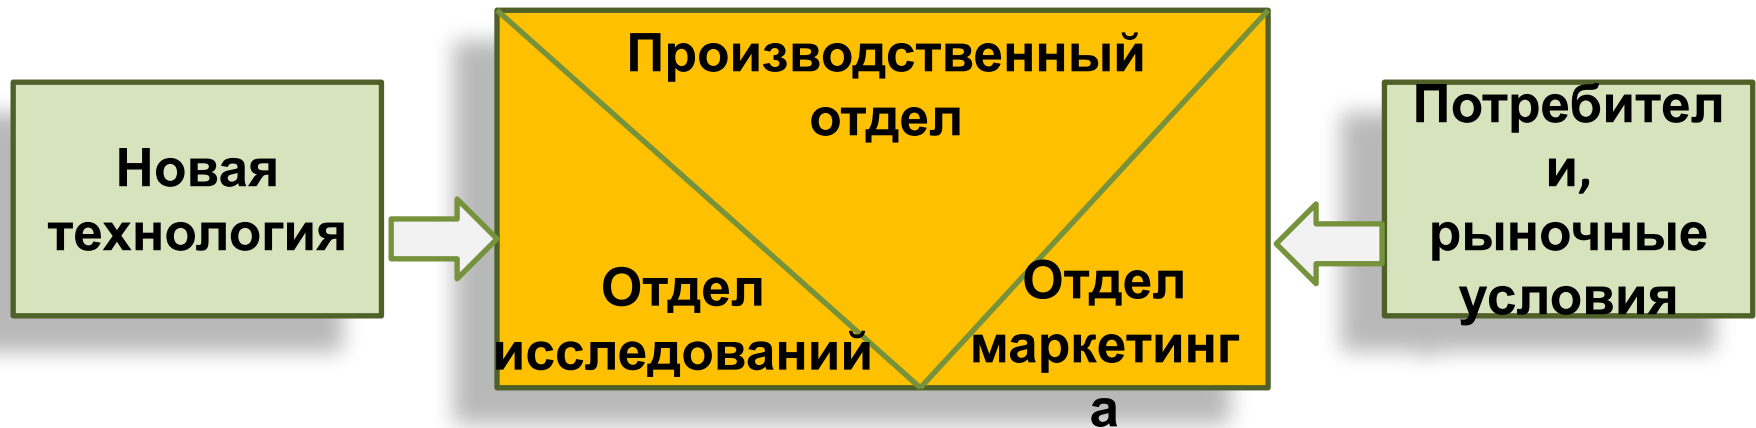 Новая
технология
Производственный
отдел
Отдел
исследований
Отдел
маркетинг
а
Потребител
и,
рыночные
условия